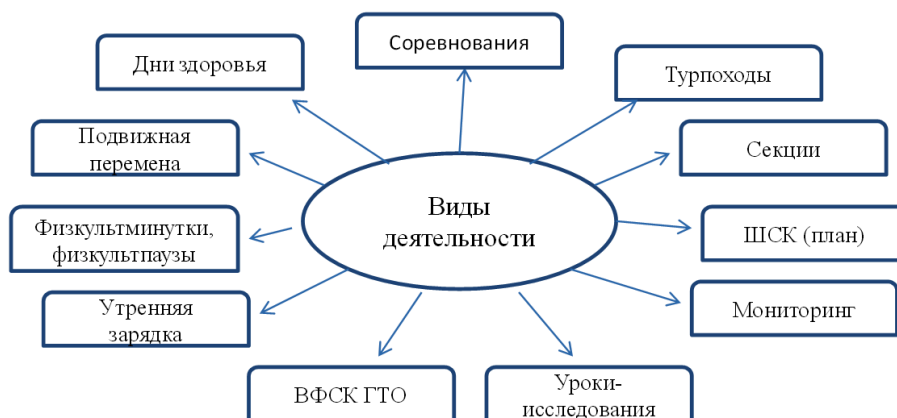 Соревнования
Дни здоровья
Турпоходы
Подвижная
перемена
Секции
Виды
деятельности
Физкультминутки,
физкультпаузы
ШСК (план)
Утренняя
зарядка
Мониторинг
ВФСК ГТО
Уроки-
исследования